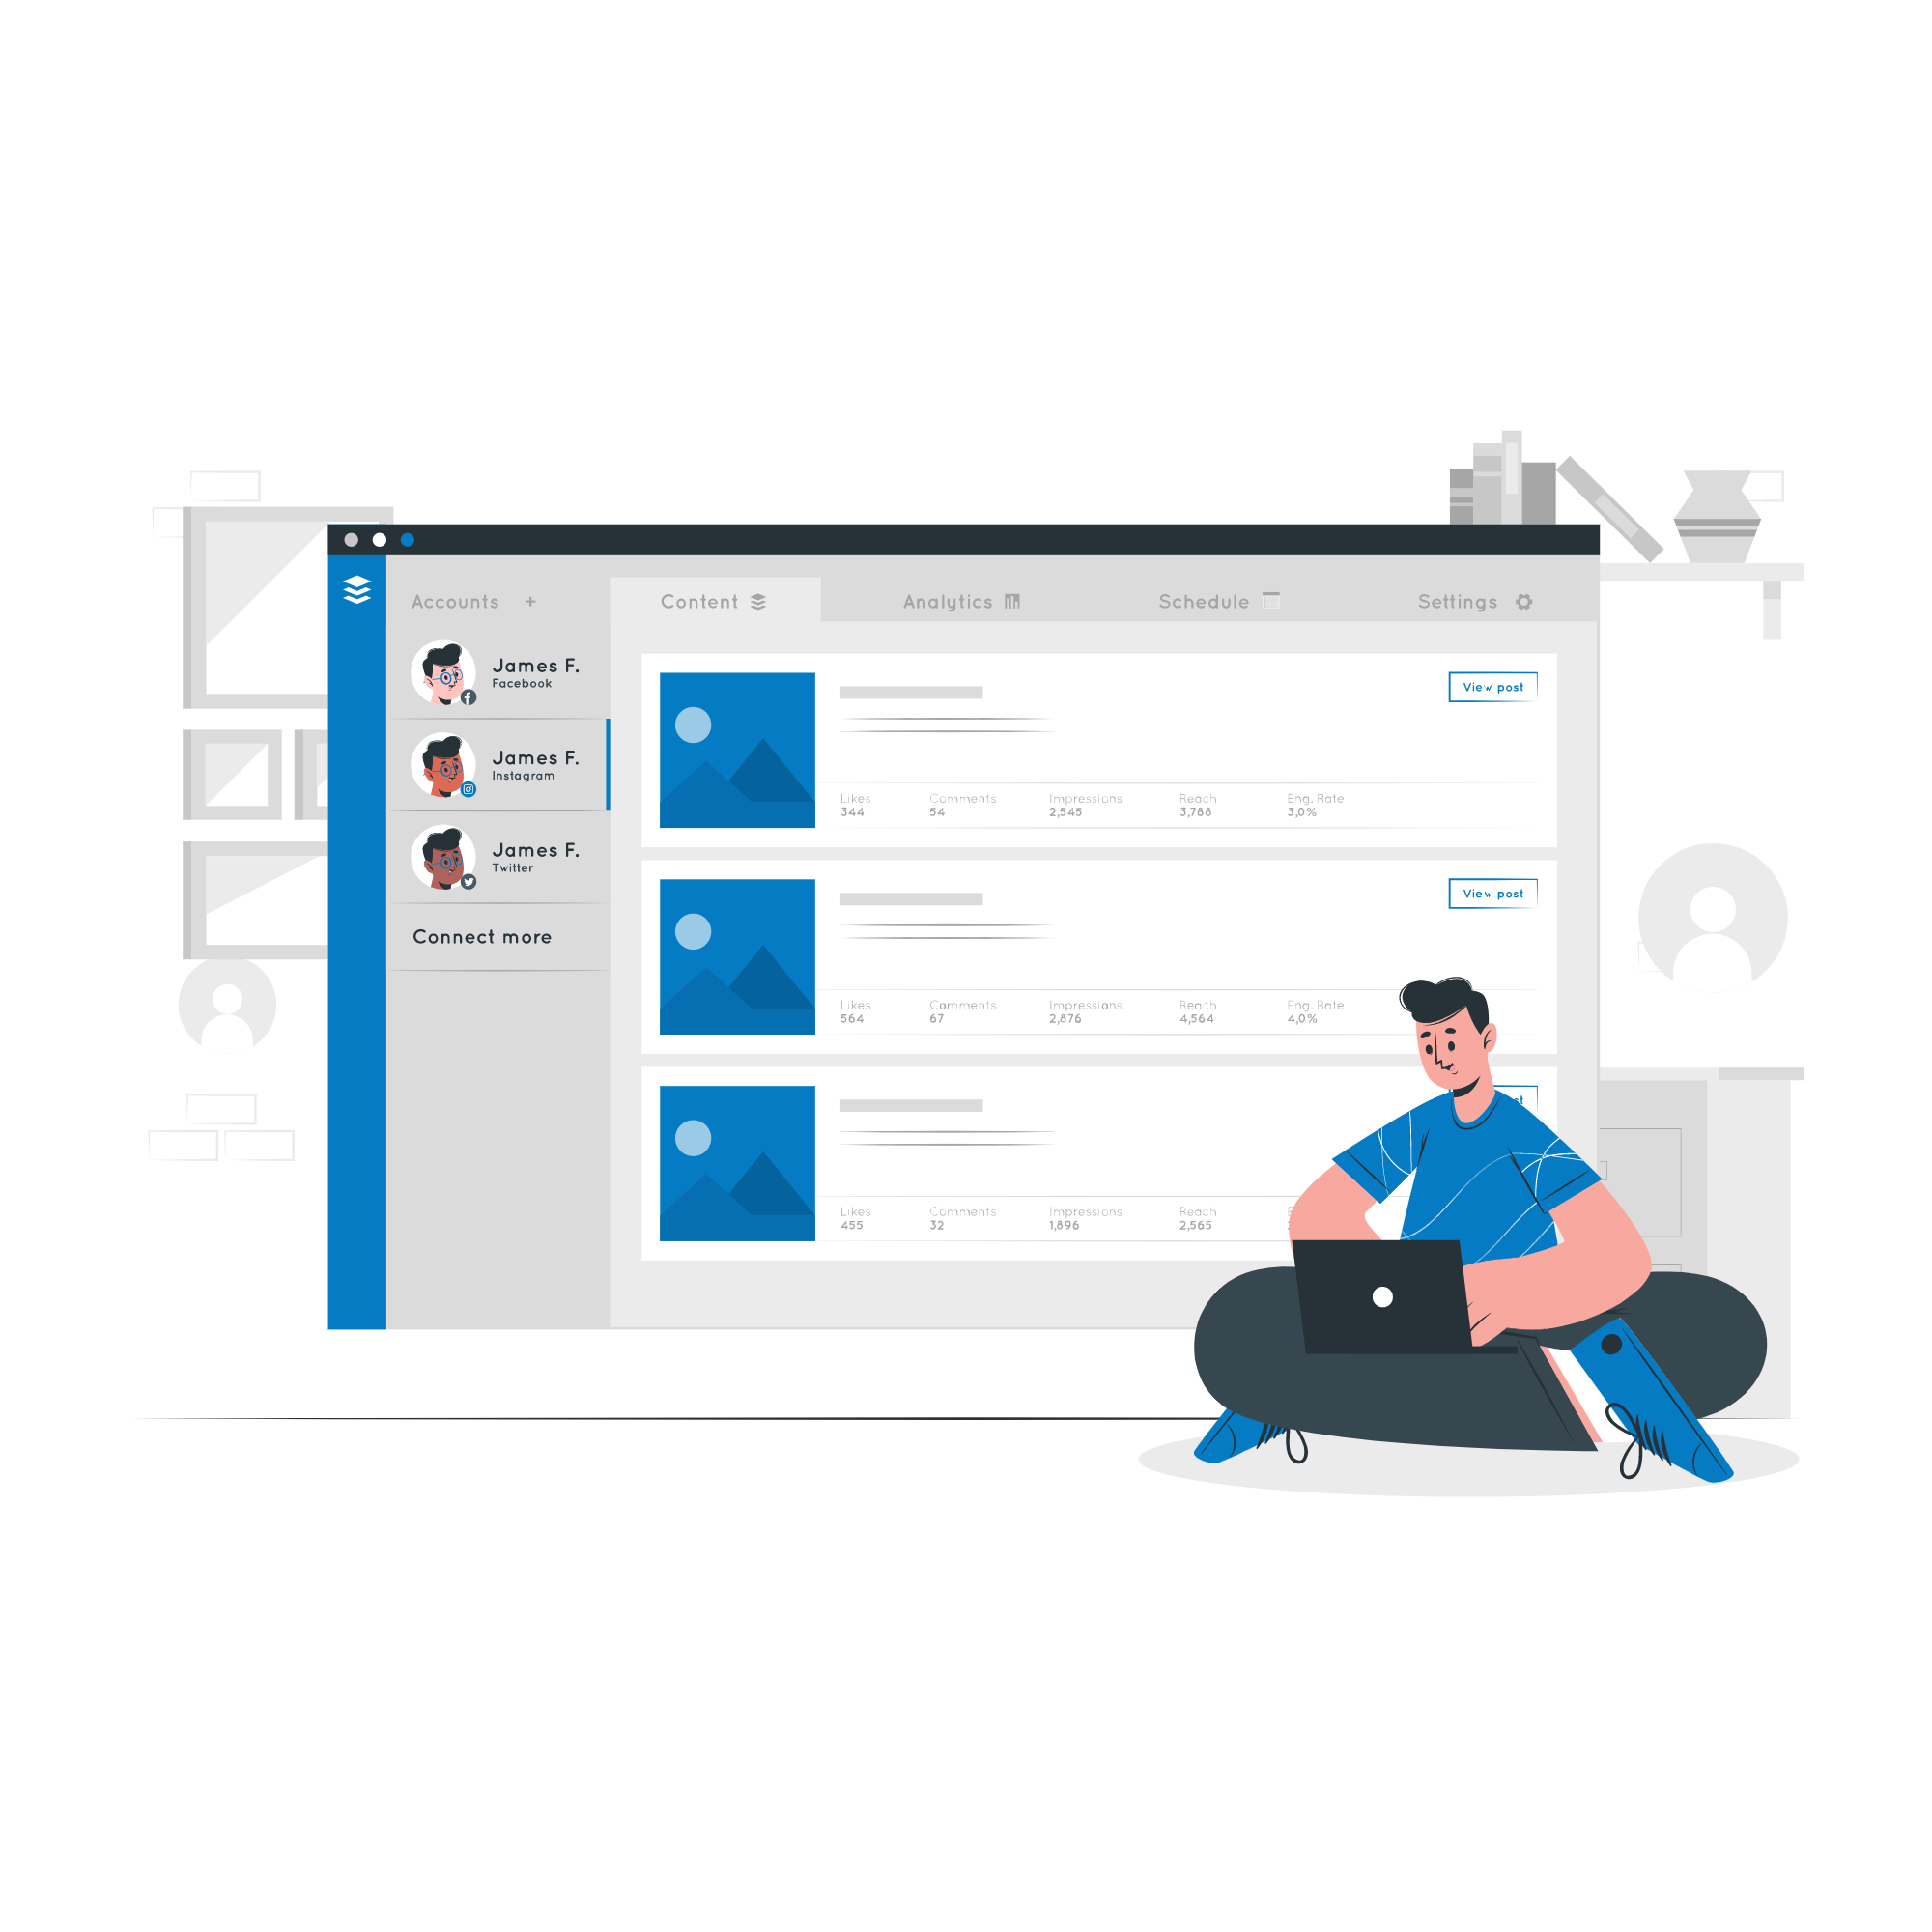 Accounts +
Content
Analytics
Schedule
Settings
James F.
Facebook
James F.
Instagram
James F.
Twitter
Connect more
View post
Likes Comments Impressions Reach Eng. Rate
344 54 2,545 3,788 3,0%
View post
Likes Comments Impressions Reach Eng. Rate
564 67 2,876 4,564 4,0%
Likes Comments Impressions Reach
455 32 1,896 2,565